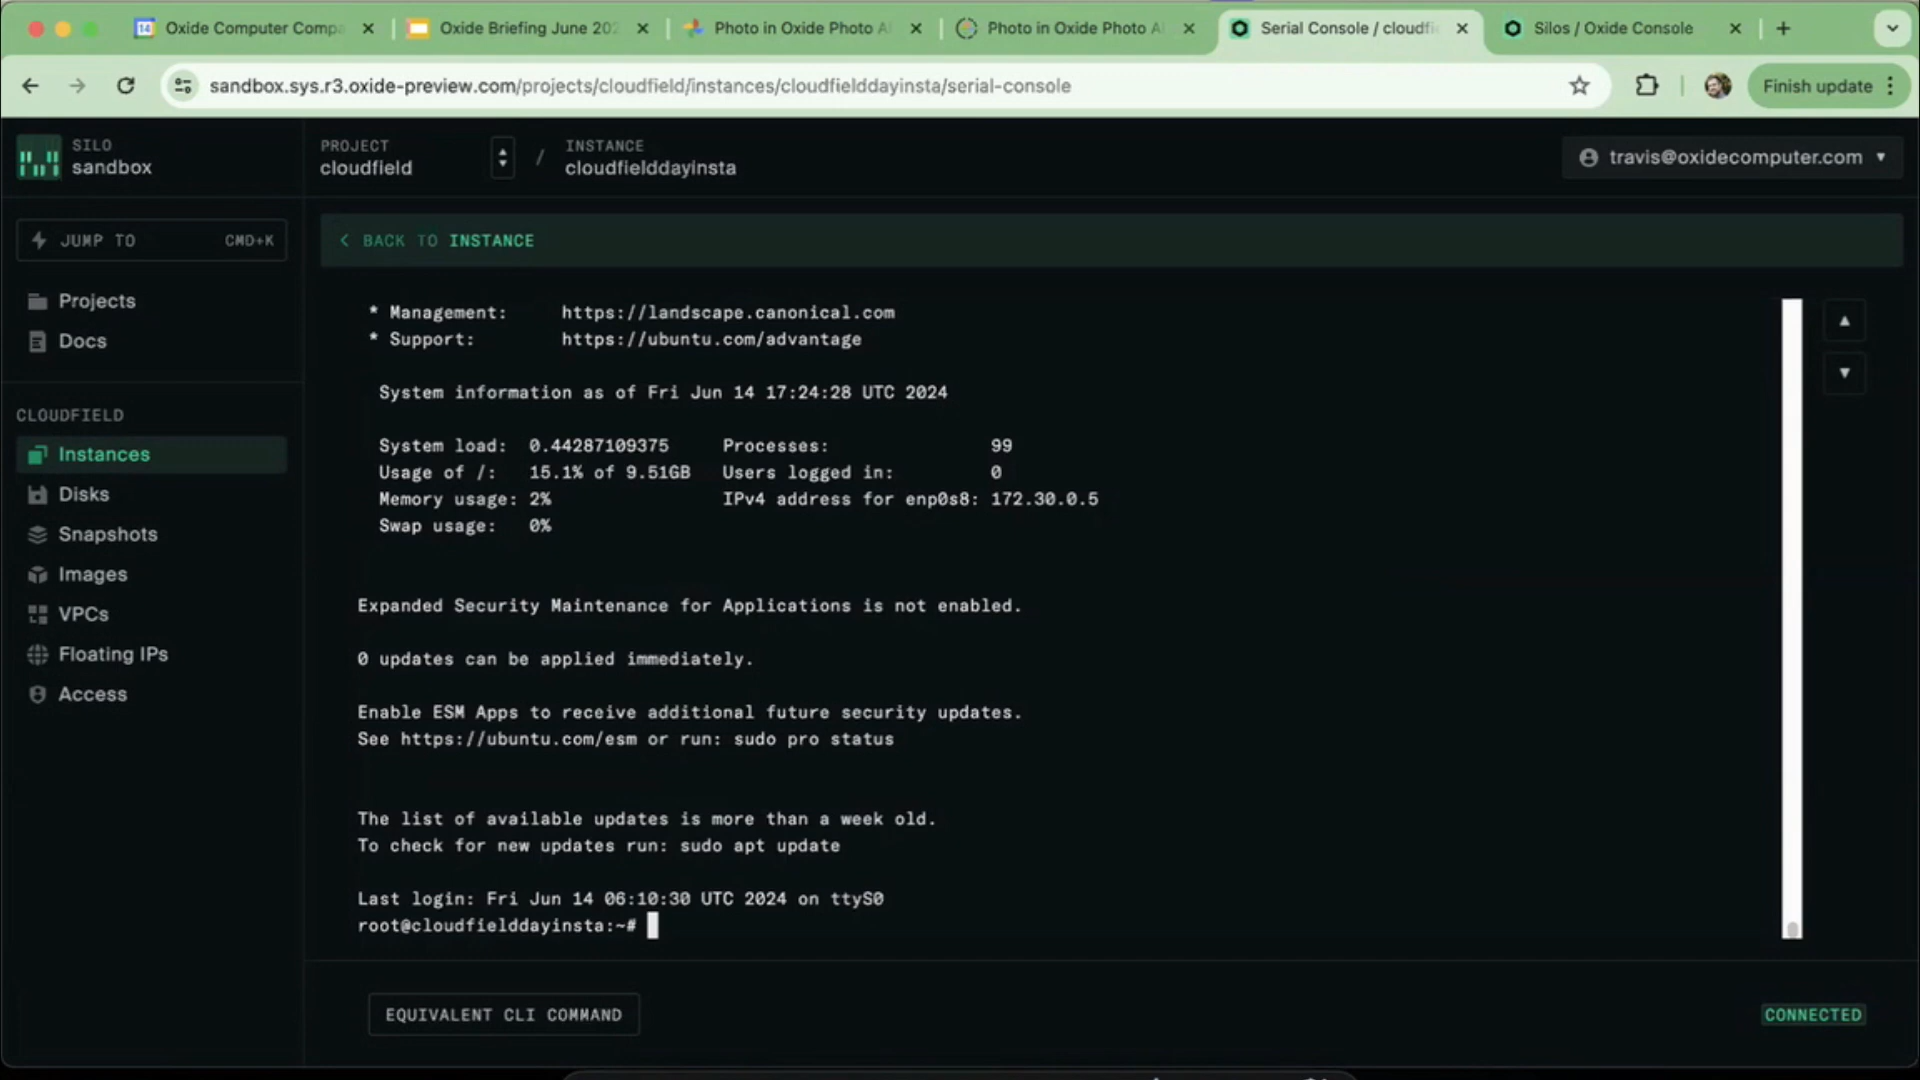 Oxide Computer Compa
Oxide Briefing June 202
Photo in Oxide Photo Al
Photo in Oxide Photo Al
Serial Console / cloudfie
Silos / Oxide Console
sandbox.sys.r3.oxide-preview.com/projects/cloudfield/instances/cloudfielddayinsta/serial-console
Finish update
SILO
sandbox
PROJECT
cloudfield
/
INSTANCE
cloudfielddayinsta
travis@oxidecomputer.com
JUMP TO CMD+K
Projects
Docs
CLOUDFIELD
Instances
Disks
Snapshots
Images
VPCs
Floating IPs
Access
BACK TO INSTANCE
* Management: https://landscape.canonical.com
* Support: https://ubuntu.com/advantage
System information as of Fri Jun 14 17:24:28 UTC 2024
System load: 0.44287109375 Processes: 99
Usage of /: 15.1% of 9.51GB Users logged in: 0
Memory usage: 2% IPv4 address for enp0s8: 172.30.0.5
Swap usage: 0%
Expanded Security Maintenance for Applications is not enabled.
0 updates can be applied immediately.
Enable ESM Apps to receive additional future security updates.
See https://ubuntu.com/esm or run: sudo pro status
The list of available updates is more than a week old.
To check for new updates run: sudo apt update
Last login: Fri Jun 14 06:10:30 UTC 2024 on ttyS0
root@cloudfielddayinsta:~#
EQUIVALENT CLI COMMAND
CONNECTED